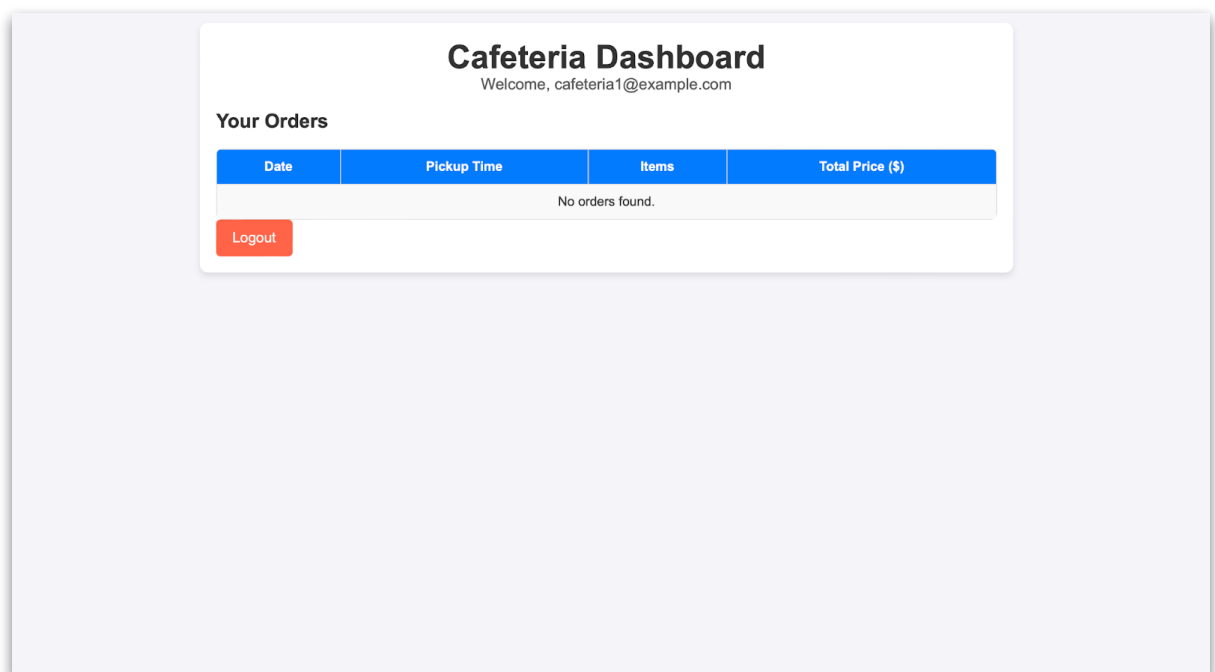 Cafeteria Dashboard
Welcome, cafeteria1@example.com
Your Orders
Date Pickup Time Items Total Price ($)
No orders found.
Logout